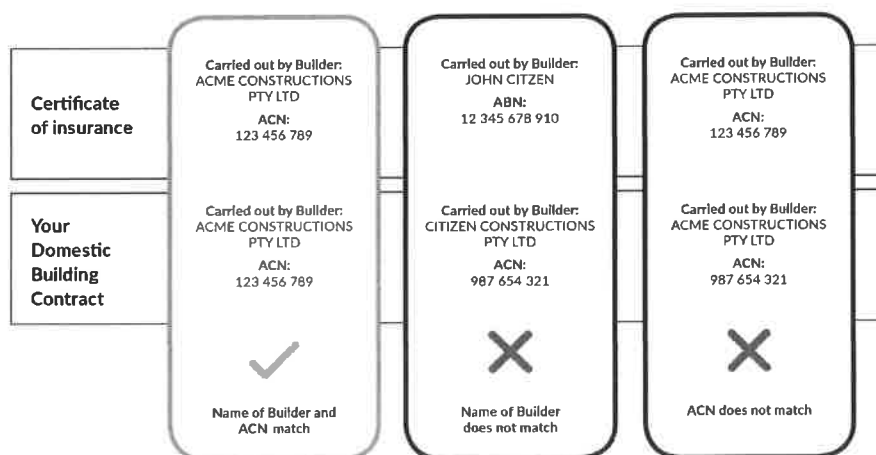 Certificate
of insurance
Carried out by Builder:
ACME CONSTRUCTIONS
PTY LTD
ACN:
123 456 789
Carried out by Builder:
JOHN CITZEN
ABN:
12 345 678 910
Carried out by Builder:
ACME CONSTRUCTIONS
PTY LTD
ACN:
123 456 789
Your
Domestic
Building
Contract
Carried out by Builder:
ACME CONSTRUCTIONS
PTY LTD
ACN:
123 456 789
Carried out by Builder:
CITIZEN CONSTRUCTIONS
PTY LTD
ACN:
987 654 321
Carried out by Builder:
ACME CONSTRUCTIONS
PTY LTD
ACN:
987 654 321
Name of Builder and
ACN match
Name of Builder
does not match
ACN does not match